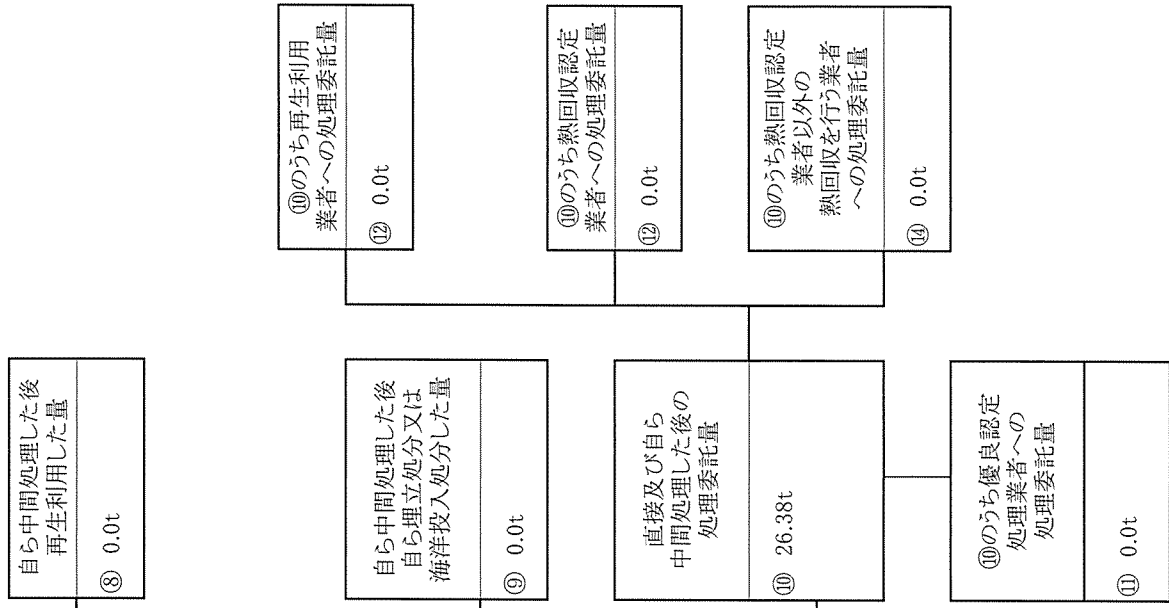 自ら中間処理した後
再生利用した量
⑧ 0.0t
自ら中間処理した後
自ら埋立処分又は
海洋投入処分した量
⑨ 0.0t
直接及び自ら
中間処理した後の
処理委託量
⑩ 26.38t
⑩のうち優良認定
処理業者への
処理委託量
⑪ 0.0t
⑩のうち再生利用
業者への処理委託量
⑫ 0.0t
⑩のうち熱回収認定
業者への処理委託量
⑫ 0.0t
⑩のうち熱回収認定
業者以外の
熱回収を行う業者
への処理委託量
⑭ 0.0t